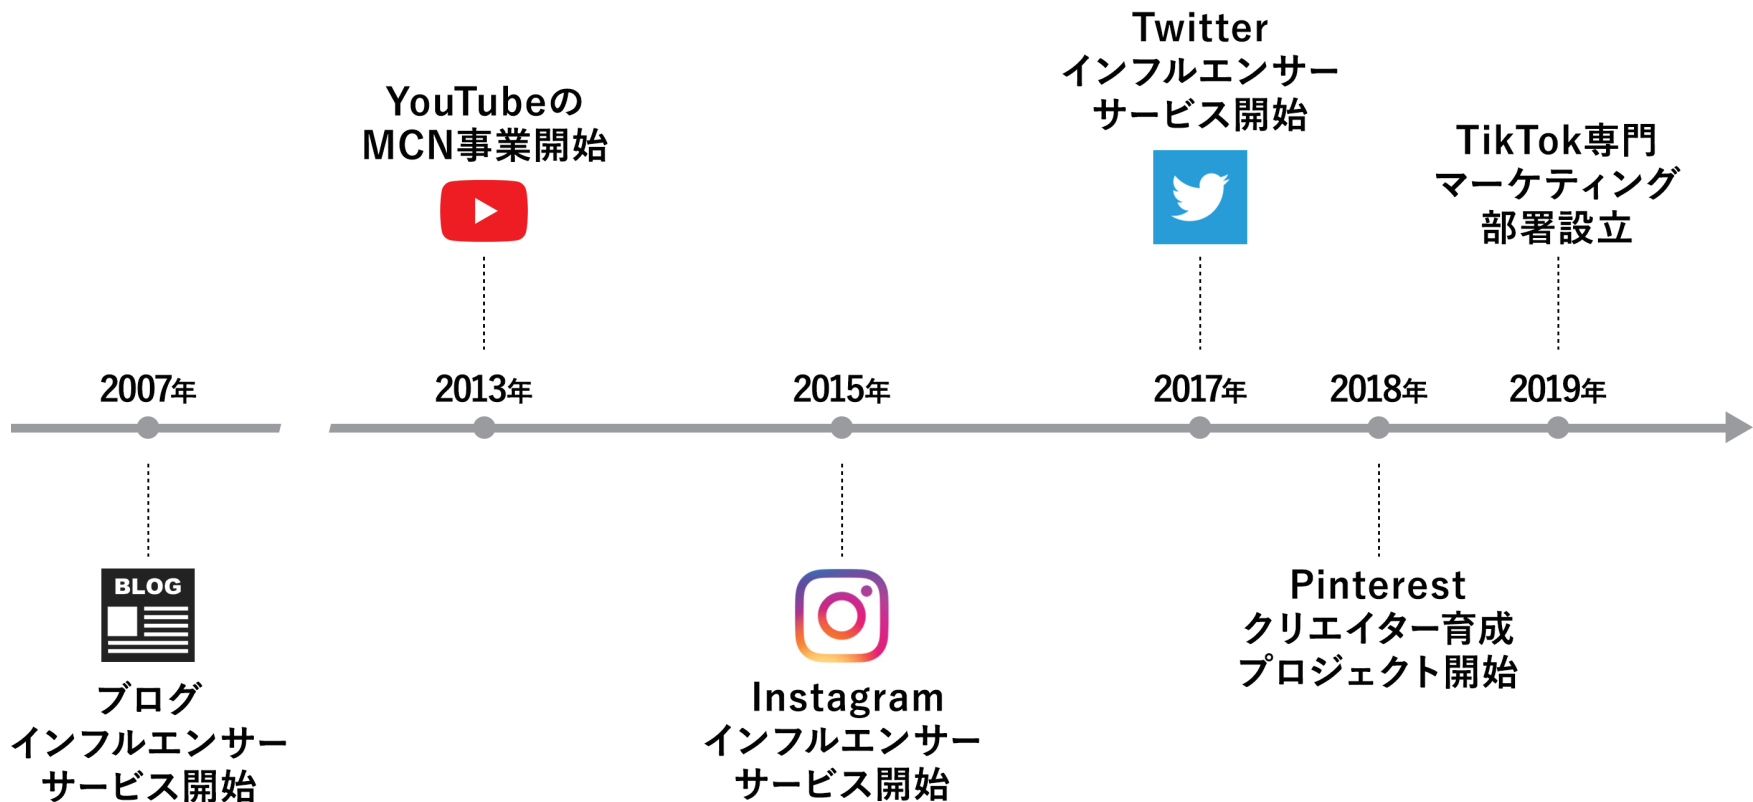 Twitter
インフルエンサー
サービス開始
YouTubeの
MCN事業開始
TikTok専門
マーケティング
部署設立
2007年
2013年
2015年
2017年
2018年
2019年
BLOG
ブログ
インフルエンサー
サービス開始
Instagram
インフルエンサー
サービス開始
Pinterest
クリエイター育成
プロジェクト開始